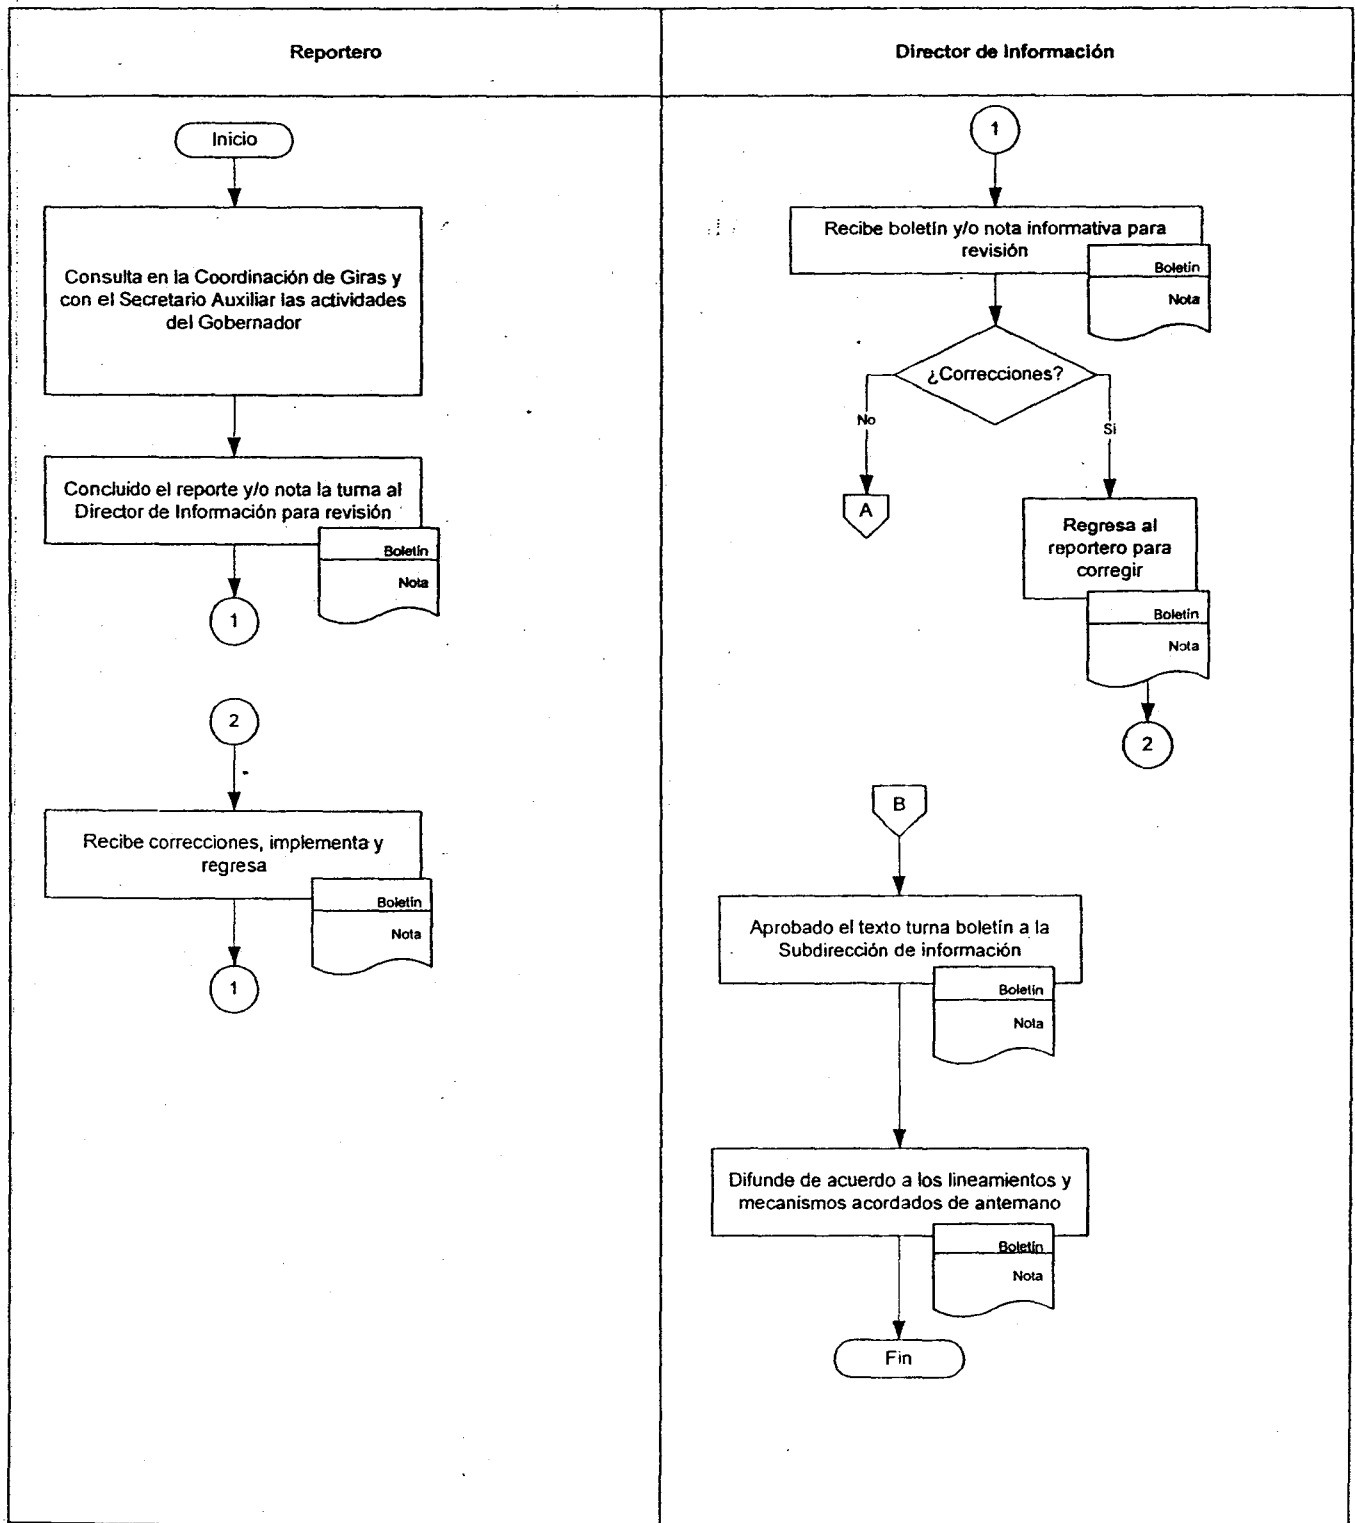 Reportero
Director de Información
Inicio
Consulta en la Coordinación de Giras y
con el Secretario Auxiliar las actividades
del Gobernador
Concluido el reporte y/o nota la turna al
Director de Información para revisión
Boletín
Nota
1
2
Recibe correcciones, implementa y
regresa
Boletín
Nota
1
1
Recibe boletín y/o nota informativa para
revisión
Boletín
Nota
¿Correcciones?
No
Si
A
Regresa al
reportero para
corregir
Boletín
Nota
2
B
Aprobado el texto turna boletín a la
Subdirección de información
Boletín
Nota
Difunde de acuerdo a los lineamientos y
mecanismos acordados de antemano
Boletín
Nota
Fin